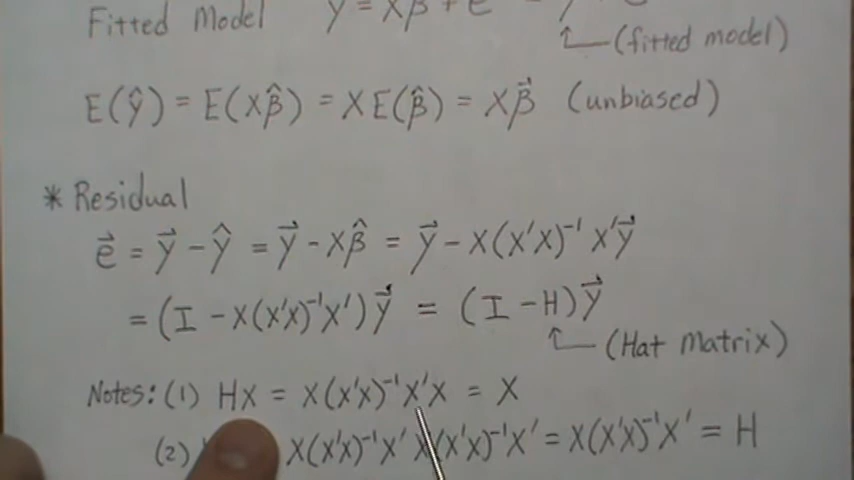 Fitted Model y = Xβ̂ + e
(fitted model)
E(ŷ) = E(Xβ̂) = X E(β̂) = Xβ⃗ (unbiased)
* Residual
e⃗ = y⃗ - ŷ = y⃗ - Xβ̂ = y⃗ - X(X'X)⁻¹ X'y⃗
= (I - X(X'X)⁻¹X')y⃗ = (I - H)y⃗
(Hat matrix)
Notes: (1) HX = X(X'X)⁻¹X'X = X
(2) X(X'X)⁻¹X' X(X'X)⁻¹X' = X(X'X)⁻¹X' = H